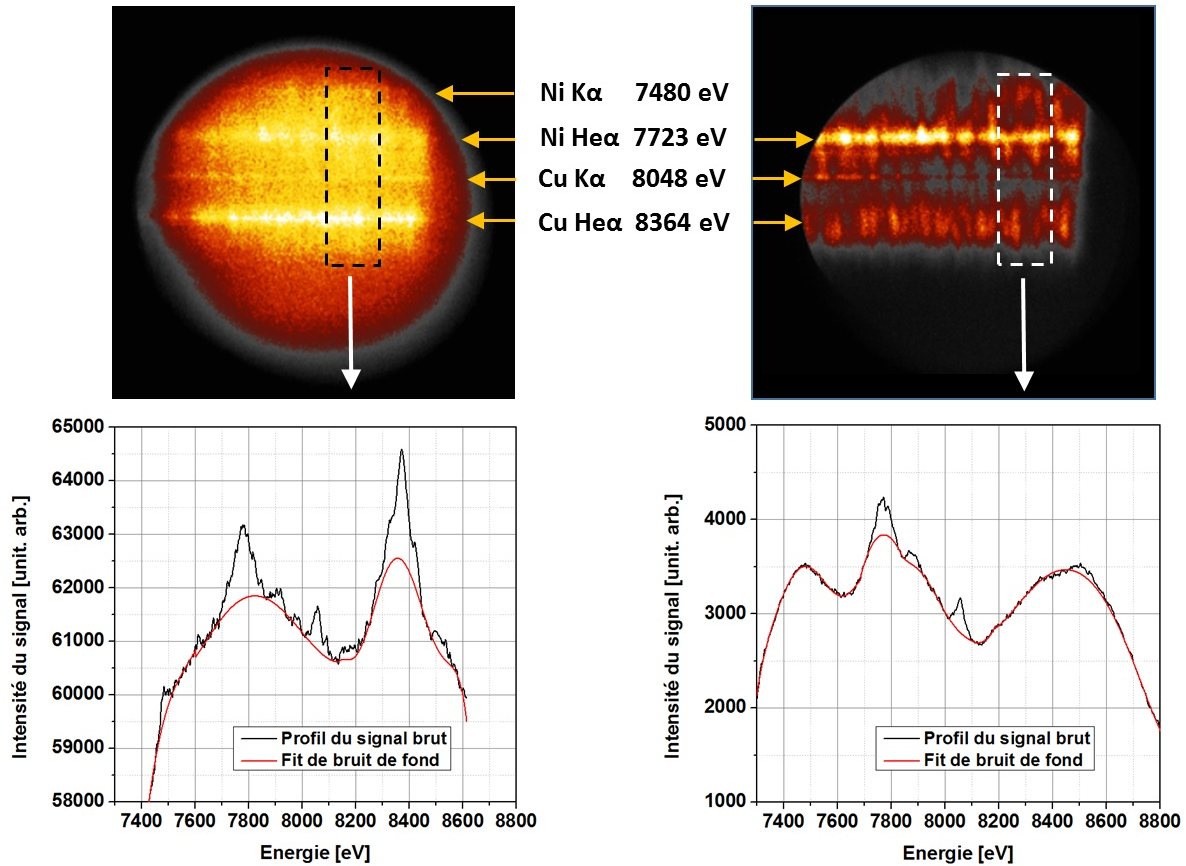 Ni Kα 7480 eV
Ni Heα 7723 eV
Cu Kα 8048 eV
Cu Heα 8364 eV
65000
64000
63000
62000
61000
60000
59000
58000
Intensité du signal [unit. arb.]
Profil du signal brut
Fit de bruit de fond
7400 7600 7800 8000 8200 8400 8600 8800
Energie [eV]
5000
4000
3000
2000
1000
Intensité du signal [unit. arb.]
Profil du signal brut
Fit de bruit de fond
7400 7600 7800 8000 8200 8400 8600 8800
Energie [eV]